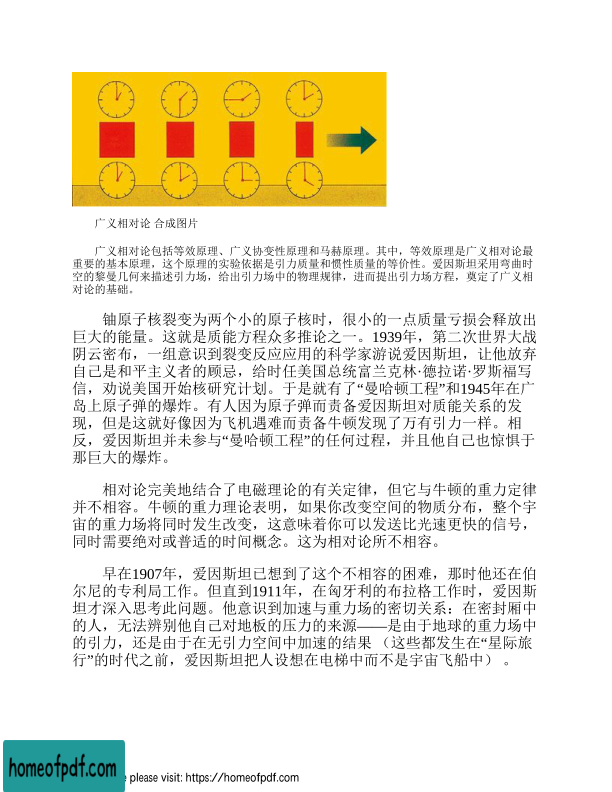 广义相对论 合成图片
广义相对论包括等效原理、广义协变性原理和马赫原理。其中，等效原理是广义相对论最
重要的基本原理，这个原理的实验依据是引力质量和惯性质量的等价性。爱因斯坦采用弯曲时
空的黎曼几何来描述引力场，给出引力场中的物理规律，进而提出引力场方程，奠定了广义相
对论的基础。
铀原子核裂变为两个小的原子核时，很小的一点质量亏损会释放出
巨大的能量。这就是质能方程众多推论之一。1939年，第二次世界大战
阴云密布，一组意识到裂变反应应用的科学家游说爱因斯坦，让他放弃
自己是和平主义者的顾忌，给时任美国总统富兰克林·德拉诺·罗斯福写
信，劝说美国开始核研究计划。于是就有了“曼哈顿工程”和1945年在广
岛上原子弹的爆炸。有人因为原子弹而责备爱因斯坦对质能关系的发
现，但是这就好像因为飞机遇难而责备牛顿发现了万有引力一样。相
反，爱因斯坦并未参与“曼哈顿工程”的任何过程，并且他自己也惊惧于
那巨大的爆炸。
相对论完美地结合了电磁理论的有关定律，但它与牛顿的重力定律
并不相容。牛顿的重力理论表明，如果你改变空间的物质分布，整个宇
宙的重力场将同时发生改变，这意味着你可以发送比光速更快的信号，
同时需要绝对或普适的时间概念。这为相对论所不相容。
早在1907年，爱因斯坦已想到了这个不相容的困难，那时他还在伯
尔尼的专利局工作。但直到1911年，在匈牙利的布拉格工作时，爱因斯
坦才深入思考此问题。他意识到加速与重力场的密切关系：在密封厢中
的人，无法辨别他自己对地板的压力的来源——是由于地球的重力场中
的引力，还是由于在无引力空间中加速的结果 （这些都发生在“星际旅
行”的时代之前，爱因斯坦把人设想在电梯中而不是宇宙飞船中） 。
homeofpdf.com
please visit: https://homeofpdf.com